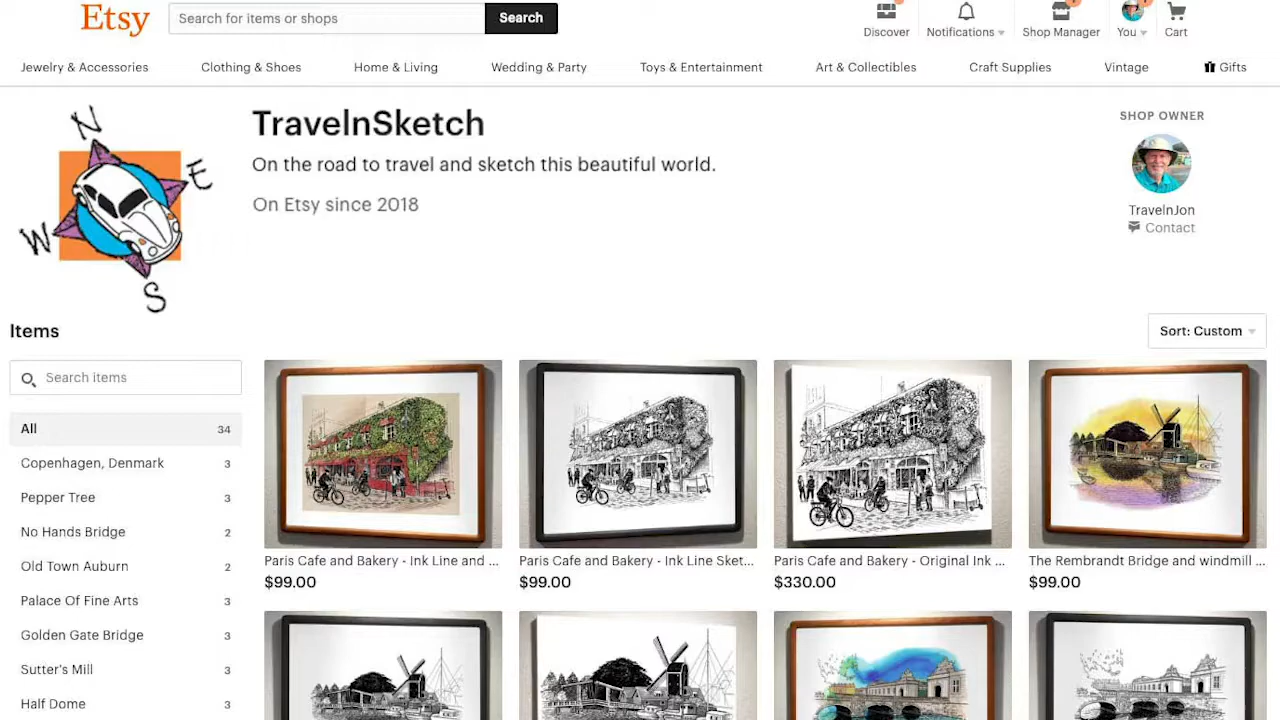 Etsy
Search for items or shops
Search
Discover
Notifications
Shop Manager
You
Cart
Jewelry & Accessories
Clothing & Shoes
Home & Living
Wedding & Party
Toys & Entertainment
Art & Collectibles
Craft Supplies
Vintage
Gifts
N
E
W
S
TravelnSketch
On the road to travel and sketch this beautiful world.
On Etsy since 2018
SHOP OWNER
TravelnJon
Contact
Items
Sort: Custom
Search items
All 34
Copenhagen, Denmark 3
Pepper Tree 3
No Hands Bridge 2
Old Town Auburn 2
Palace Of Fine Arts 3
Golden Gate Bridge 3
Sutter's Mill 3
Half Dome 3
Paris Cafe and Bakery - Ink Line and ...
$99.00
Paris Cafe and Bakery - Ink Line Sket...
$99.00
Paris Cafe and Bakery - Original Ink ...
$330.00
The Rembrandt Bridge and windmill ...
$99.00